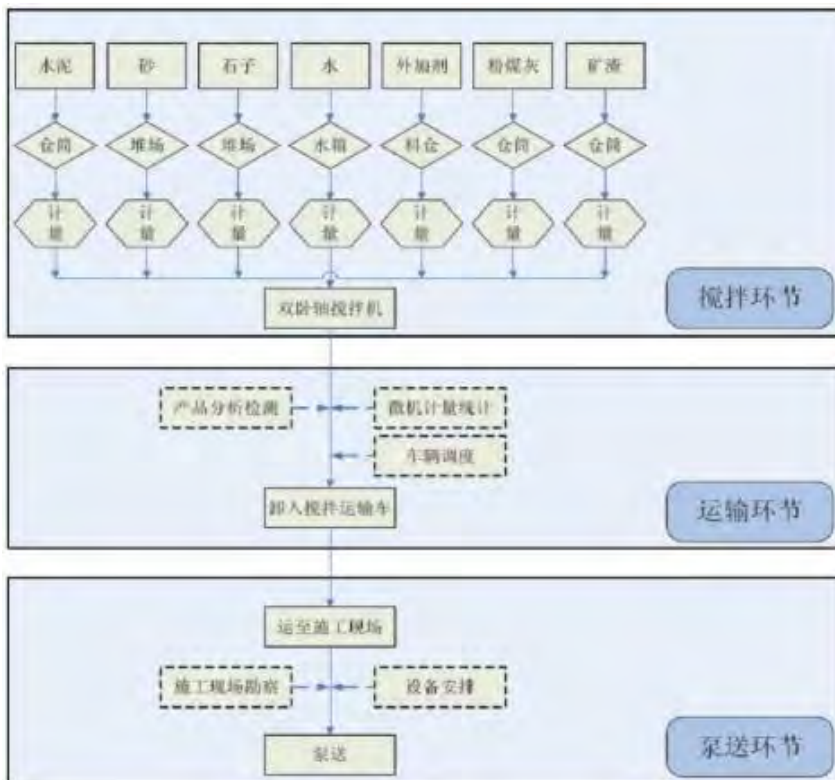 水泥 砂 石子 水 外加剂 粉煤灰 矿渣
仓筒 堆场 堆场 水箱 料仓 仓筒 仓筒
计量 计量 计量 计量 计量 计量 计量
搅拌环节
双卧轴搅拌机
产品分析检测 微机计量统计
车辆调度
卸入搅拌运输车
运输环节
运至施工现场
施工现场勘察 设备安排
泵送
泵送环节